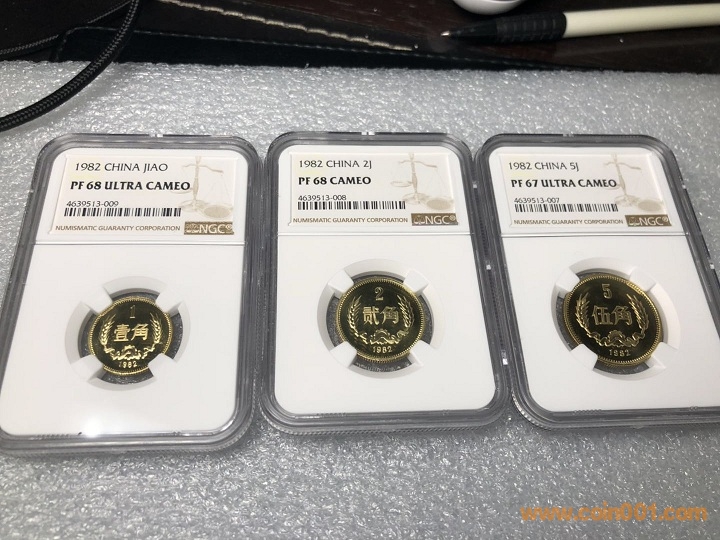 1982 CHINA JIAO
PF 68 ULTRA CAMEO
4639513-009
NUMISMATIC GUARANTY CORPORATION
NGC®
1
壹角
1982
1982 CHINA 2J
PF 68 CAMEO
4639513-008
NUMISMATIC GUARANTY CORPORATION
NGC®
2
贰角
1982
1982 CHINA 5J
PF 67 ULTRA CAMEO
4639513-007
NUMISMATIC GUARANTY CORPORATION
NGC®
5
伍角
1982
www.coin001.com